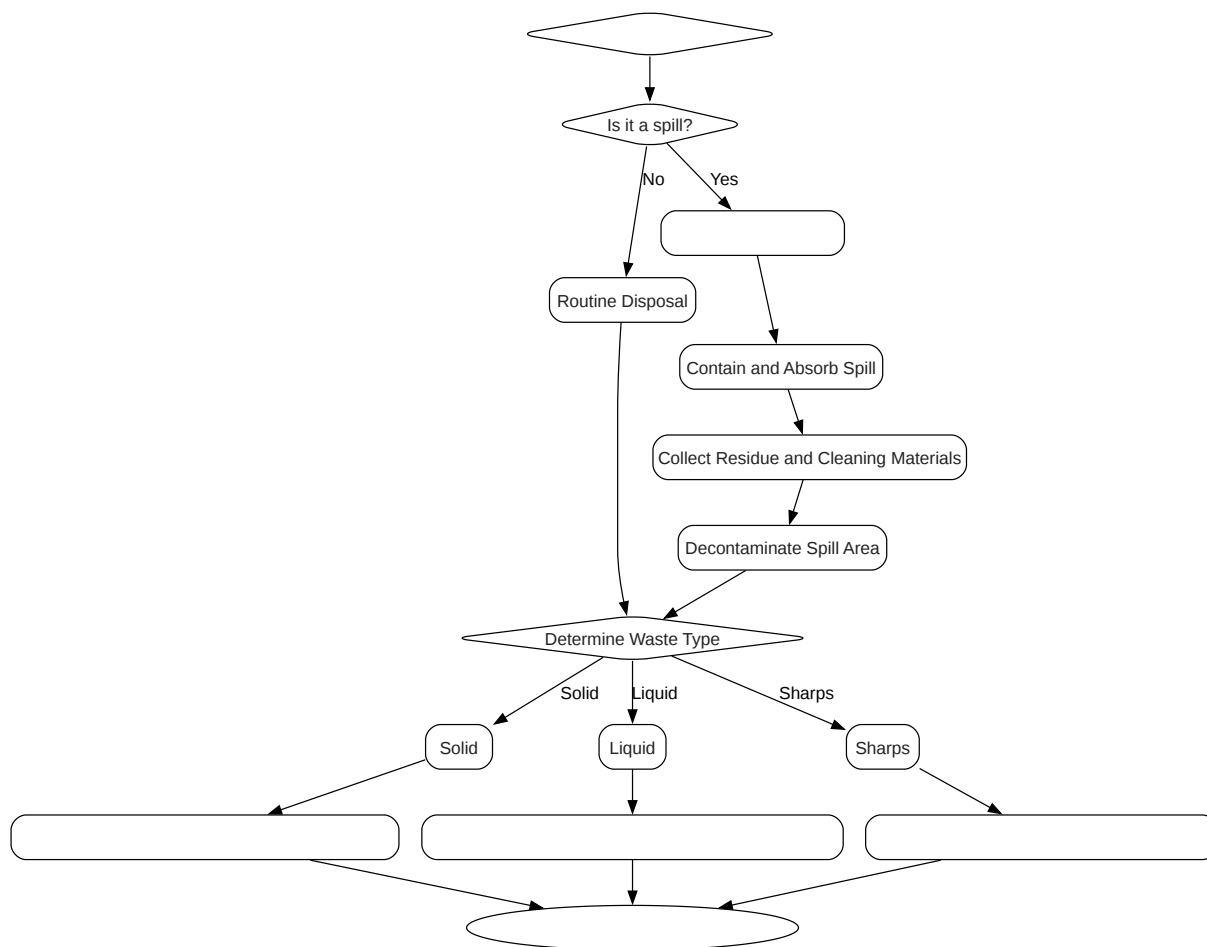 Is it a spill?
No
Yes
Routine Disposal
Contain and Absorb Spill
Collect Residue and Cleaning Materials
Decontaminate Spill Area
Determine Waste Type
Solid
Liquid
Sharps
Solid
Liquid
Sharps